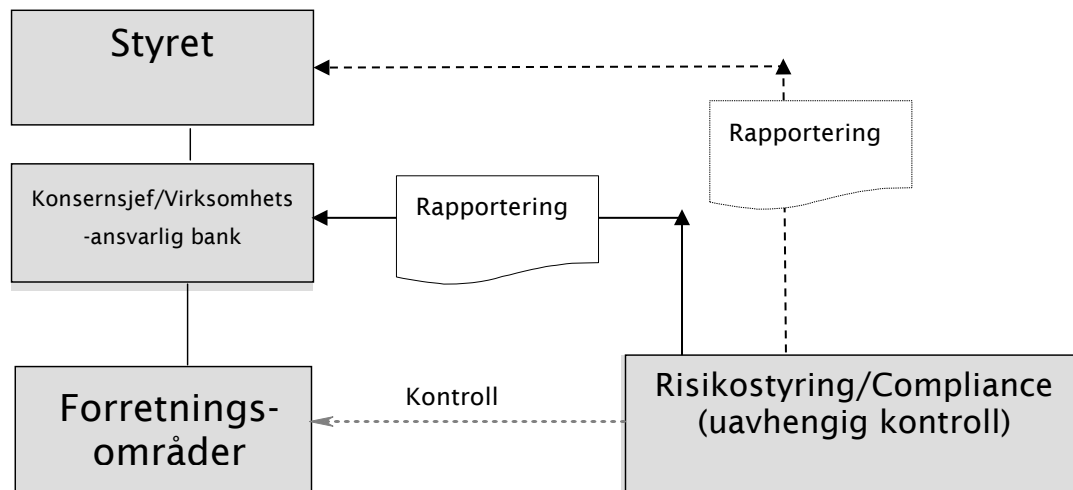 Styret
Rapportering
Konsernsjef/Virksomhets
-ansvarlig bank
Rapportering
Kontroll
Forretnings-
områder
Risikostyring/Compliance
(uavhengig kontroll)